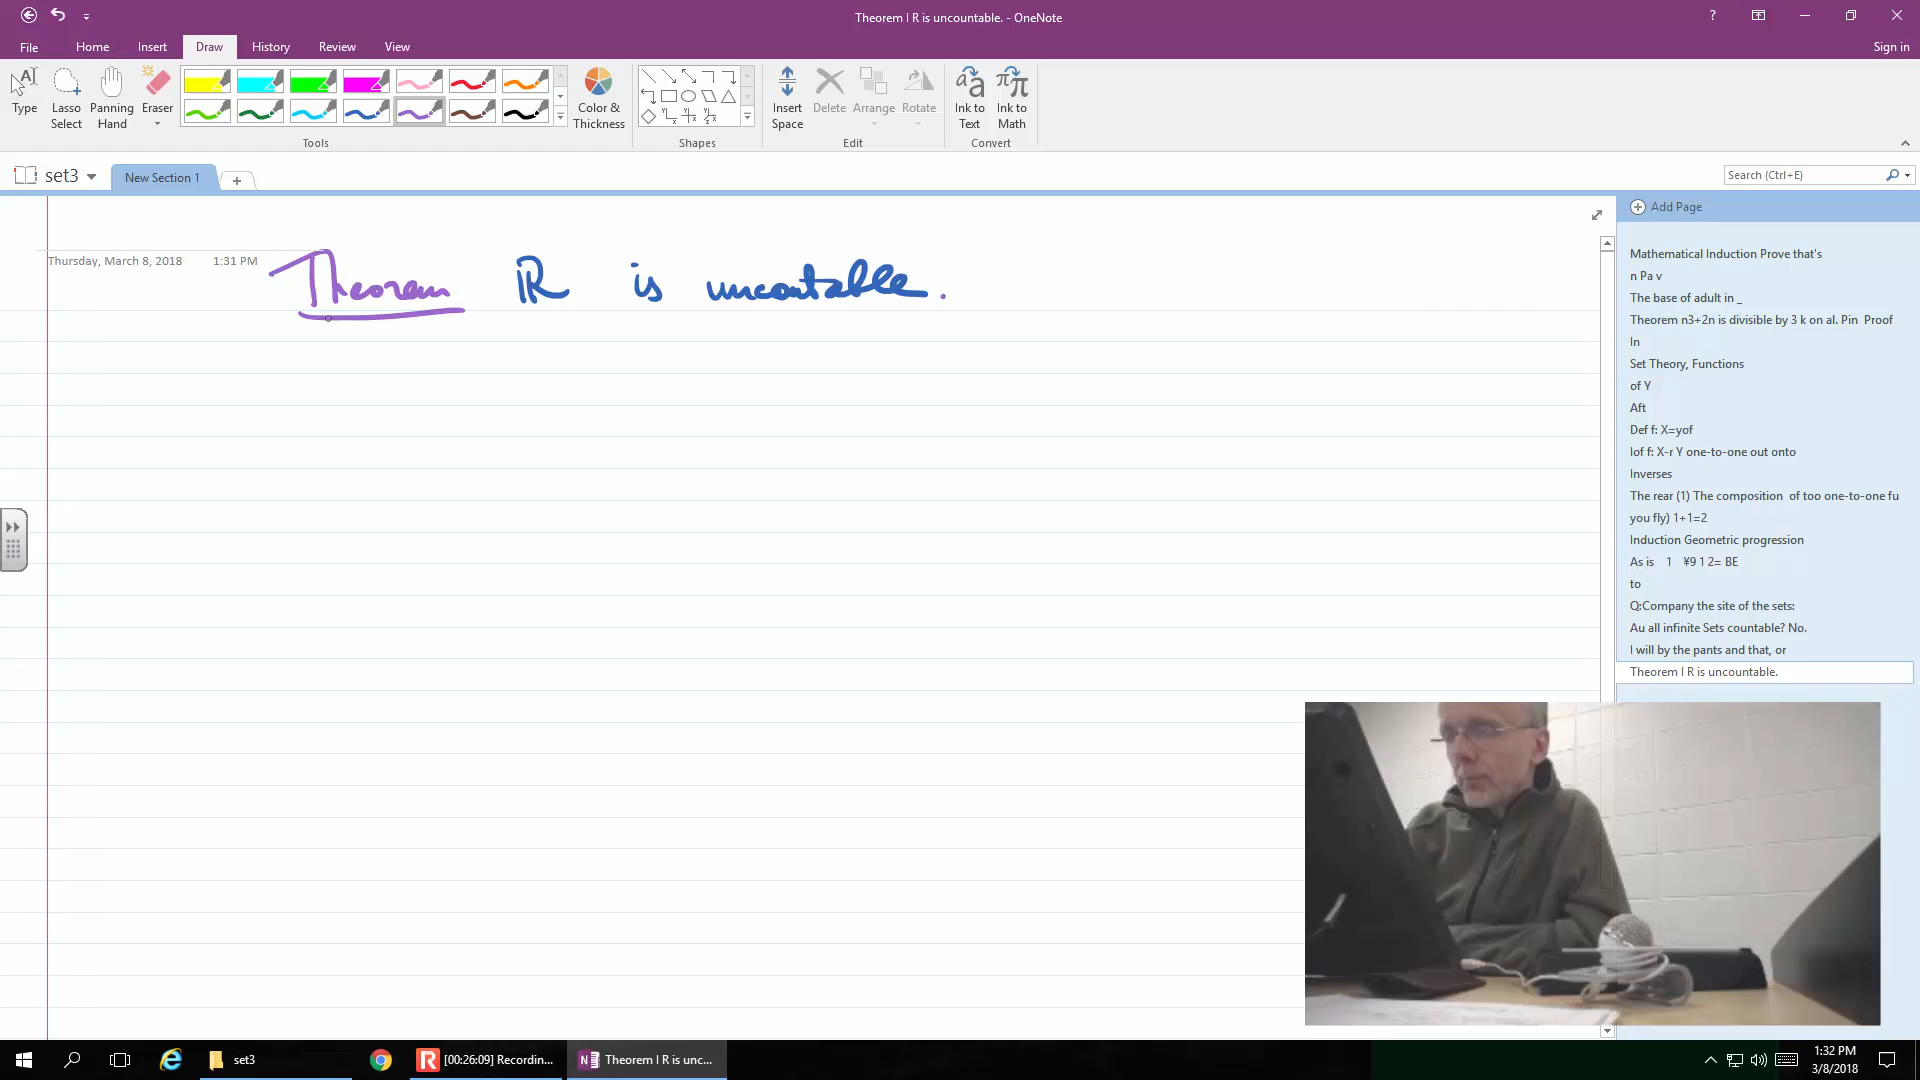 Theorem I R is uncountable. - OneNote
File Home Insert Draw History Review View
Sign in
Type
Lasso Select
Panning Hand
Eraser
Color & Thickness
Insert Space
Delete
Arrange
Rotate
Ink to Text
Ink to Math
Tools
Shapes
Edit
Convert
set3
New Section 1
Search (Ctrl+E)
Add Page
Thursday, March 8, 2018 1:31 PM
Theorem ℝ is uncountable.
Mathematical Induction Prove that's
n Pa v
The base of adult in _
Theorem n3+2n is divisible by 3 k on al. Pin Proof
In
Set Theory, Functions
of Y
Aft
Def f: X=yof
Iof f: X-r Y one-to-one out onto
Inverses
The rear (1) The composition of too one-to-one fu
you fly) 1+1=2
Induction Geometric progression
As is 1 ¥9 1 2= BE
to
Q:Company the site of the sets:
Au all infinite Sets countable? No.
I will by the pants and that, or
Theorem I R is uncountable.
set3
[00:26:09] Recordin...
Theorem I R is unc...
1:32 PM
3/8/2018